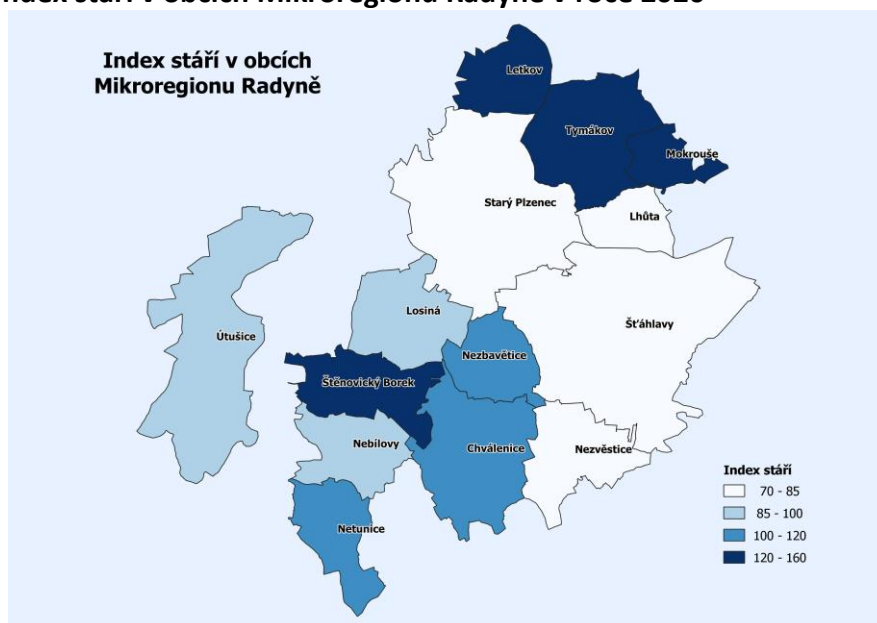 Index stáří v obcích
Mikroregionu Radyně
Letkov
Tymákov
Mokrouše
Starý Plzenec
Lhůta
Losiná
Šťáhlavy
Útušice
Nezbavětice
Štěnovický Borek
Nebílovy
Chválenice
Nezvěstice
Netunice
Index stáří
70 - 85
85 - 100
100 - 120
120 - 160